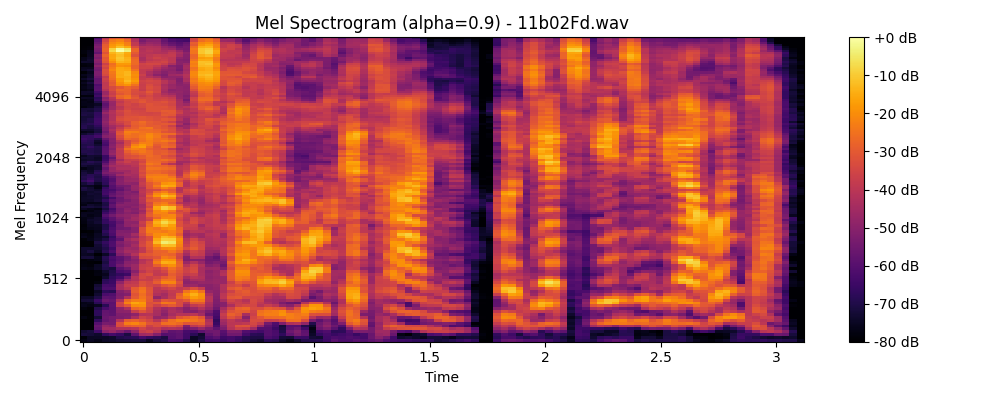 Mel Spectrogram (alpha=0.9) - 11b02Fd.wav
Mel Frequency
4096
2048
1024
512
0
0
0.5
1
1.5
2
2.5
3
Time
+0 dB
-10 dB
-20 dB
-30 dB
-40 dB
-50 dB
-60 dB
-70 dB
-80 dB